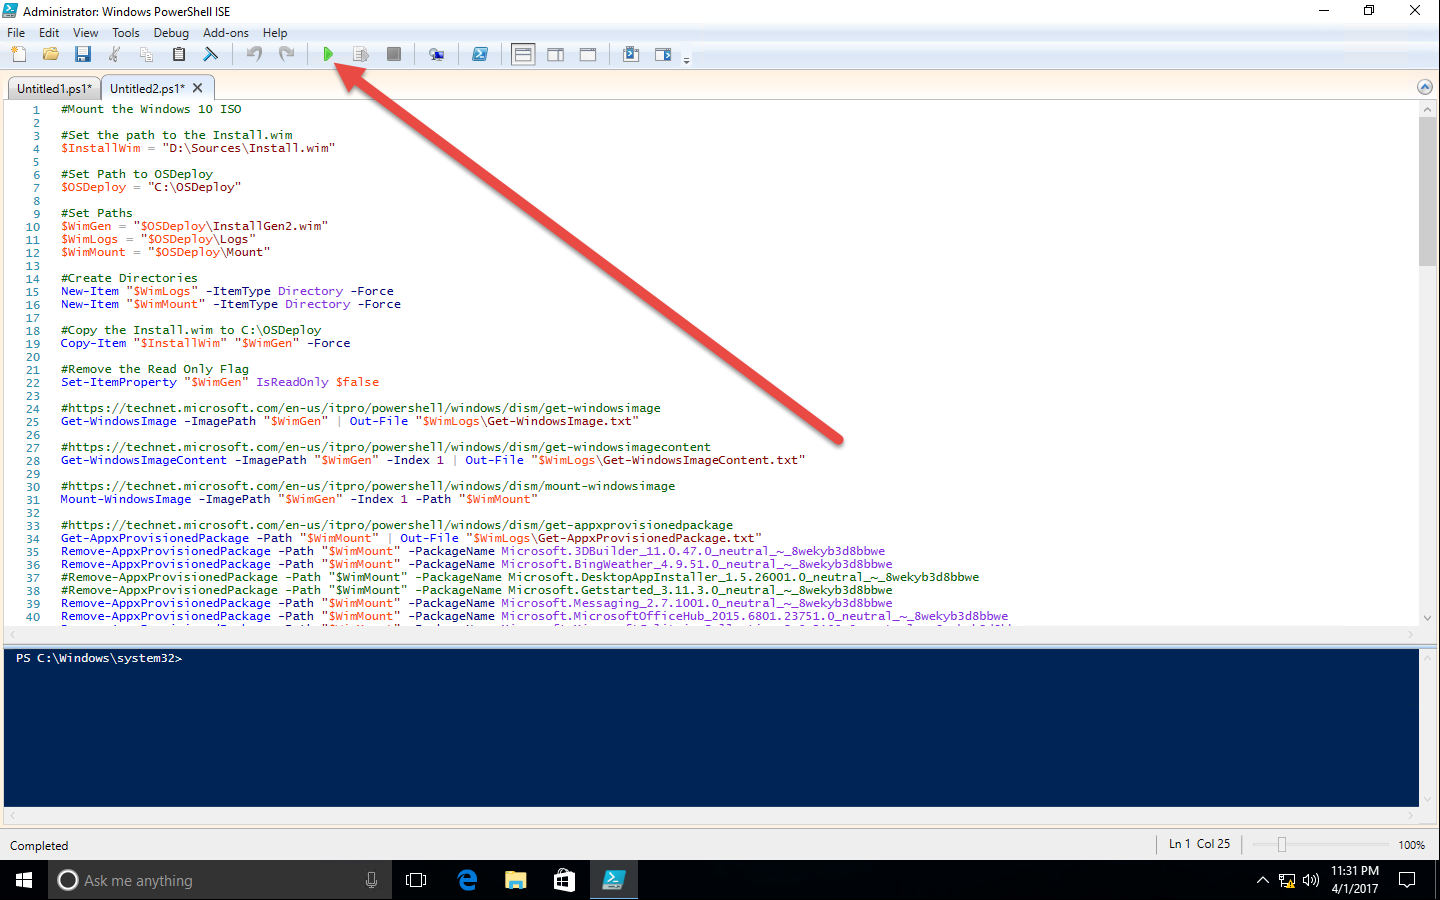 Administrator: Windows PowerShell ISE
File Edit View Tools Debug Add-ons Help
Untitled1.ps1* Untitled2.ps1* X
1 #Mount the Windows 10 ISO
2
3 #Set the path to the Install.wim
4 $InstallWim = "D:\Sources\Install.wim"
5
6 #Set Path to OSDeploy
7 $OSDeploy = "C:\OSDeploy"
8
9 #Set Paths
10 $WimGen = "$OSDeploy\InstallGen2.wim"
11 $WimLogs = "$OSDeploy\Logs"
12 $WimMount = "$OSDeploy\Mount"
13
14 #Create Directories
15 New-Item "$WimLogs" -ItemType Directory -Force
16 New-Item "$WimMount" -ItemType Directory -Force
17
18 #Copy the Install.wim to C:\OSDeploy
19 Copy-Item "$InstallWim" "$WimGen" -Force
20
21 #Remove the Read Only Flag
22 Set-ItemProperty "$WimGen" IsReadOnly $false
23
24 #https://technet.microsoft.com/en-us/itpro/powershell/windows/dism/get-windowsimage
25 Get-WindowsImage -ImagePath "$WimGen" | Out-File "$WimLogs\Get-WindowsImage.txt"
26
27 #https://technet.microsoft.com/en-us/itpro/powershell/windows/dism/get-windowsimagecontent
28 Get-WindowsImageContent -ImagePath "$WimGen" -Index 1 | Out-File "$WimLogs\Get-WindowsImageContent.txt"
29
30 #https://technet.microsoft.com/en-us/itpro/powershell/windows/dism/mount-windowsimage
31 Mount-WindowsImage -ImagePath "$WimGen" -Index 1 -Path "$WimMount"
32
33 #https://technet.microsoft.com/en-us/itpro/powershell/windows/dism/get-appxprovisionedpackage
34 Get-AppxProvisionedPackage -Path "$WimMount" | Out-File "$WimLogs\Get-AppxProvisionedPackage.txt"
35 Remove-AppxProvisionedPackage -Path "$WimMount" -PackageName Microsoft.3DBuilder_11.0.47.0_neutral_~_8wekyb3d8bbwe
36 Remove-AppxProvisionedPackage -Path "$WimMount" -PackageName Microsoft.BingWeather_4.9.51.0_neutral_~_8wekyb3d8bbwe
37 #Remove-AppxProvisionedPackage -Path "$WimMount" -PackageName Microsoft.DesktopAppInstaller_1.5.26001.0_neutral_~_8wekyb3d8bbwe
38 #Remove-AppxProvisionedPackage -Path "$WimMount" -PackageName Microsoft.Getstarted_3.11.3.0_neutral_~_8wekyb3d8bbwe
39 Remove-AppxProvisionedPackage -Path "$WimMount" -PackageName Microsoft.Messaging_2.7.1001.0_neutral_~_8wekyb3d8bbwe
40 Remove-AppxProvisionedPackage -Path "$WimMount" -PackageName Microsoft.MicrosoftOfficeHub_2015.6801.23751.0_neutral_~_8wekyb3d8bbwe
PS C:\Windows\system32>
Completed Ln 1 Col 25 100%
Ask me anything
11:31 PM
4/1/2017